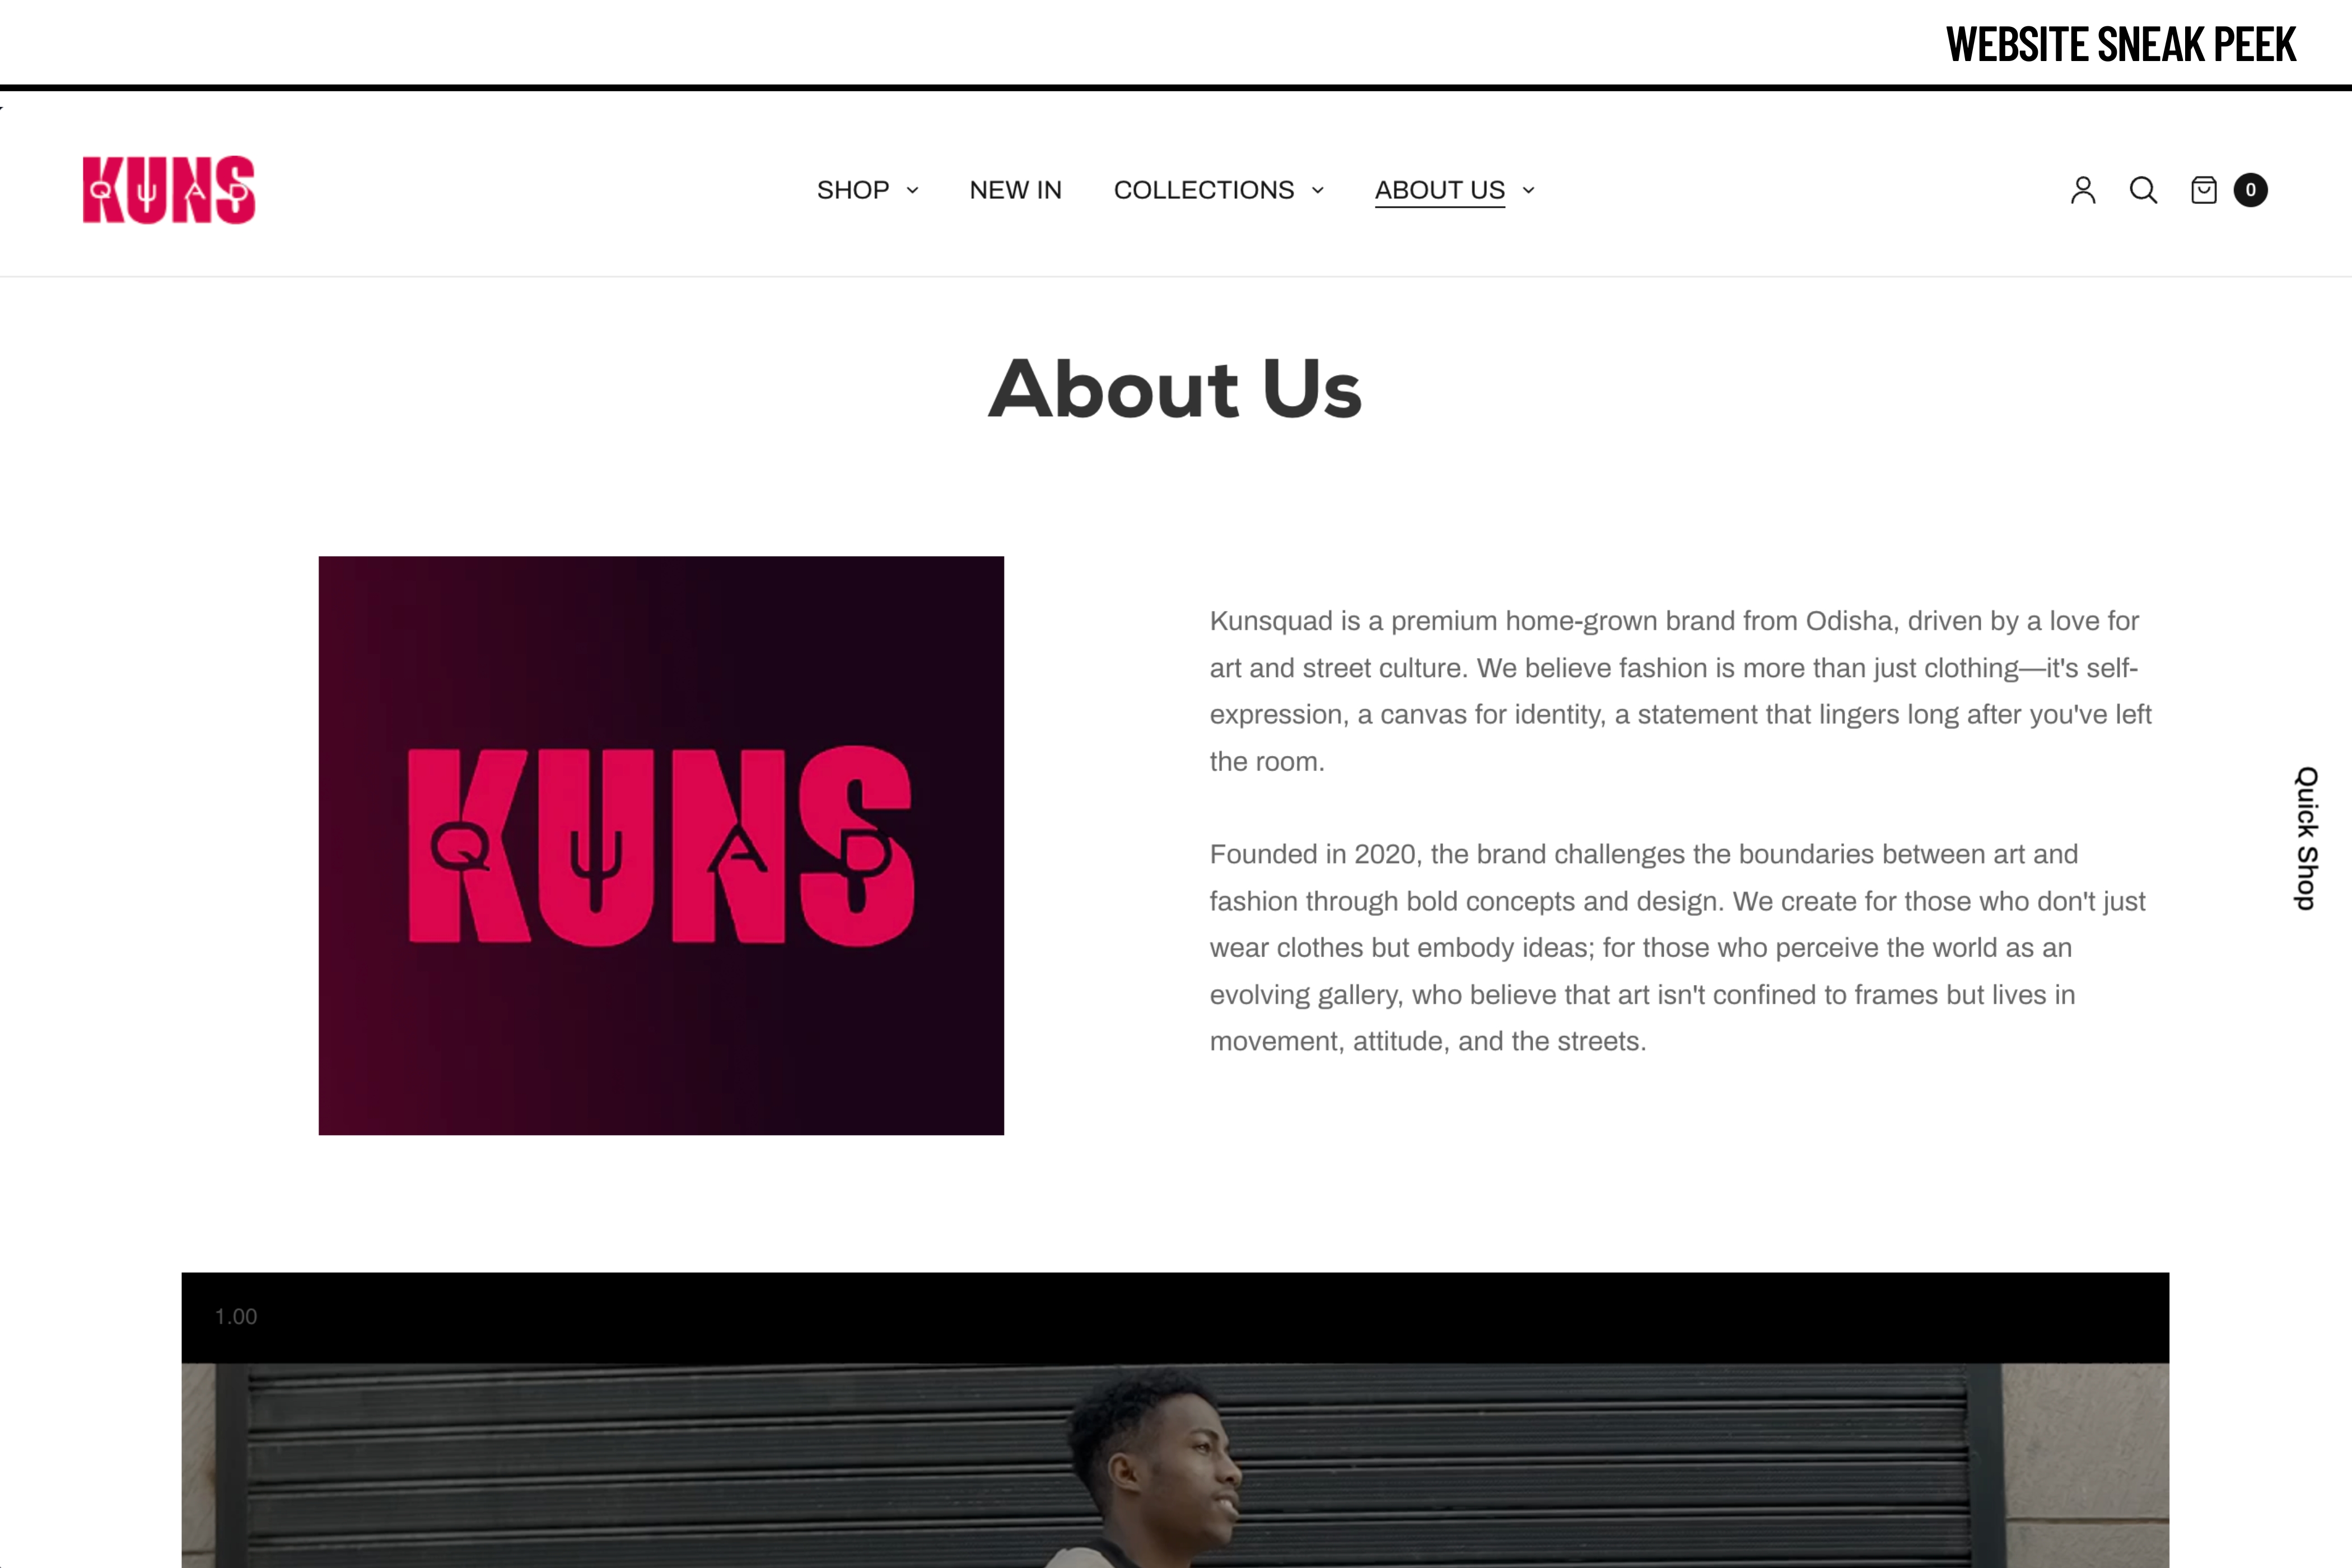 WEBSITE SNEAK PEEK
KUNS
QUAD
SHOP
NEW IN
COLLECTIONS
ABOUT US
0
About Us
KUNS
QUAD
Kunsquad is a premium home-grown brand from Odisha, driven by a love for
art and street culture. We believe fashion is more than just clothing—it's self-
expression, a canvas for identity, a statement that lingers long after you've left
the room.
Founded in 2020, the brand challenges the boundaries between art and
fashion through bold concepts and design. We create for those who don't just
wear clothes but embody ideas; for those who perceive the world as an
evolving gallery, who believe that art isn't confined to frames but lives in
movement, attitude, and the streets.
Quick Shop
1.00